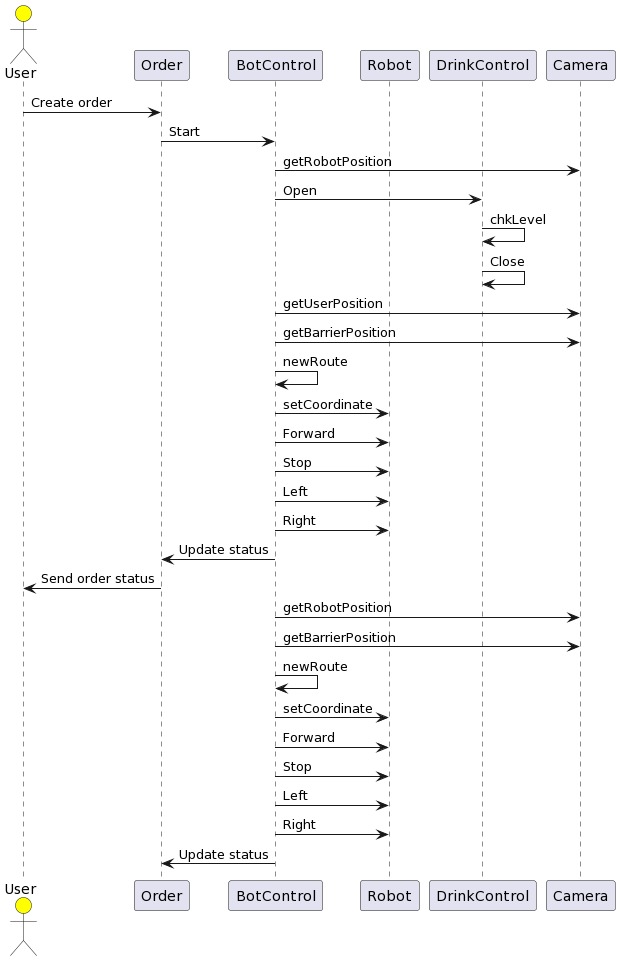 User
Order
BotControl
Robot
DrinkControl
Camera
Create order
Start
getRobotPosition
Open
chkLevel
Close
getUserPosition
getBarrierPosition
newRoute
setCoordinate
Forward
Stop
Left
Right
Update status
Send order status
getRobotPosition
getBarrierPosition
newRoute
setCoordinate
Forward
Stop
Left
Right
Update status
User
Order
BotControl
Robot
DrinkControl
Camera